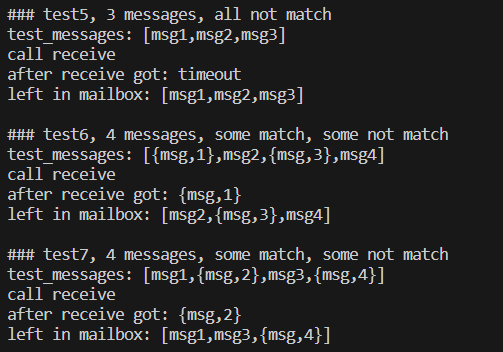 ### test5, 3 messages, all not match
test_messages: [msg1,msg2,msg3]
call receive
after receive got: timeout
left in mailbox: [msg1,msg2,msg3]

### test6, 4 messages, some match, some not match
test_messages: [{msg,1},msg2,{msg,3},msg4]
call receive
after receive got: {msg,1}
left in mailbox: [msg2,{msg,3},msg4]

### test7, 4 messages, some match, some not match
test_messages: [msg1,{msg,2},msg3,{msg,4}]
call receive
after receive got: {msg,2}
left in mailbox: [msg1,msg3,{msg,4}]